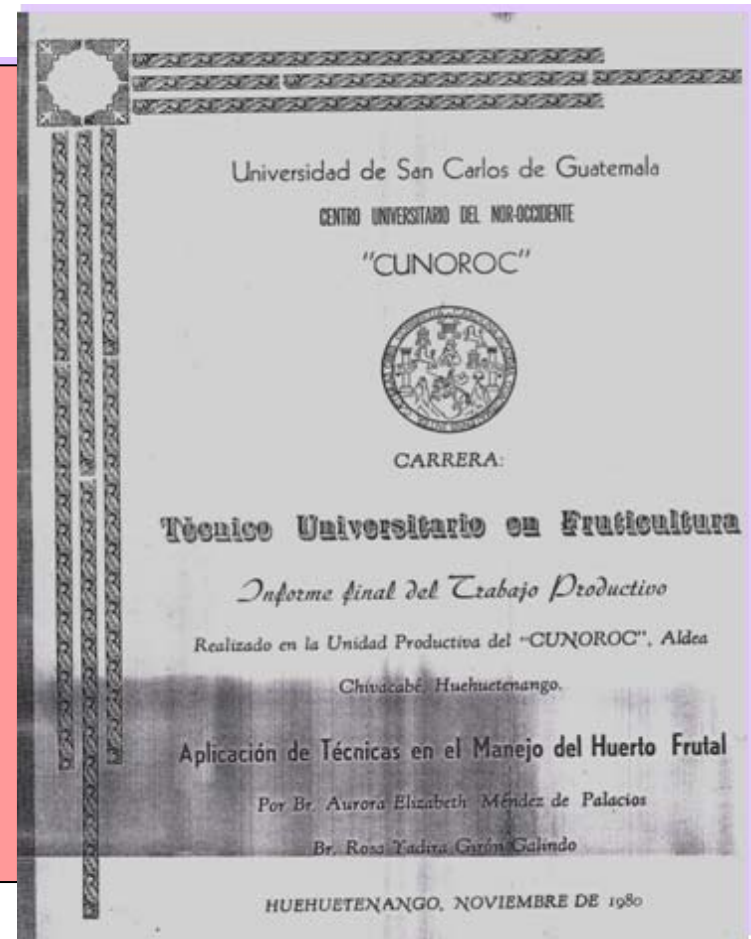 Universidad de San Carlos de Guatemala
CENTRO UNIVERSITARIO DEL NOR-OCCIDENTE
"CUNOROC"
CARRERA:
Técnico Universitario en Fruticultura
Informe final del Trabajo Productivo
Realizado en la Unidad Productiva del "CUNOROC", Aldea
Chivacabé, Huehuetenango.
Aplicación de Técnicas en el Manejo del Huerto Frutal
Por Br. Aurora Elizabeth Méndez de Palacios
Br. Rosa Yadira Girón Galindo
HUEHUETENANGO, NOVIEMBRE DE 1980